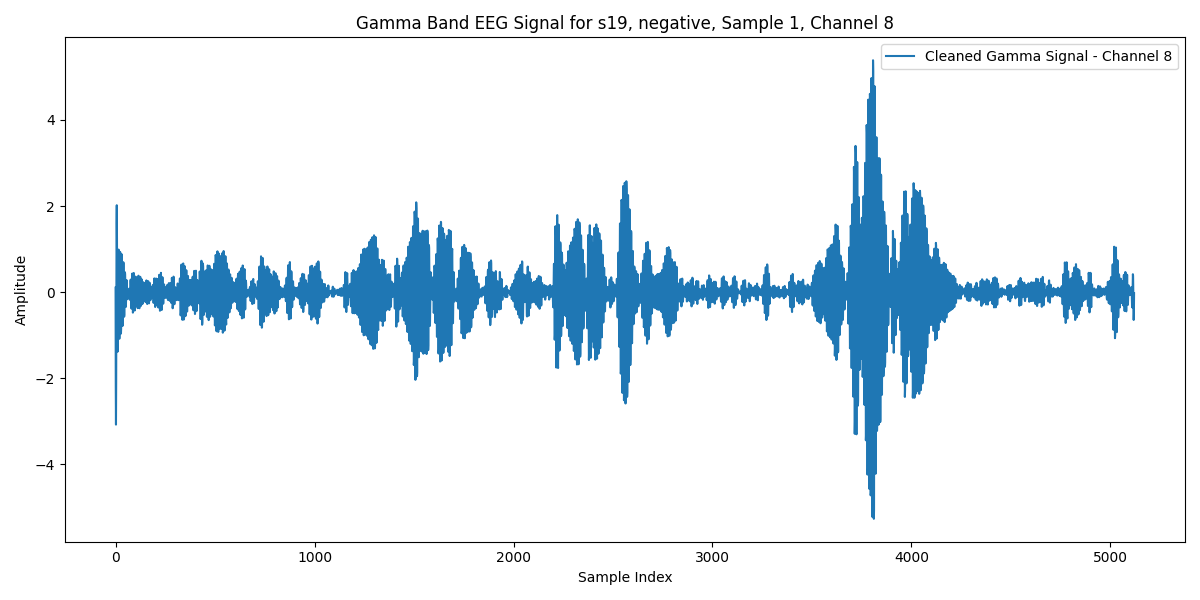 Gamma Band EEG Signal for s19, negative, Sample 1, Channel 8
Cleaned Gamma Signal - Channel 8
Amplitude
4
2
0
−2
−4
0 1000 2000 3000 4000 5000
Sample Index